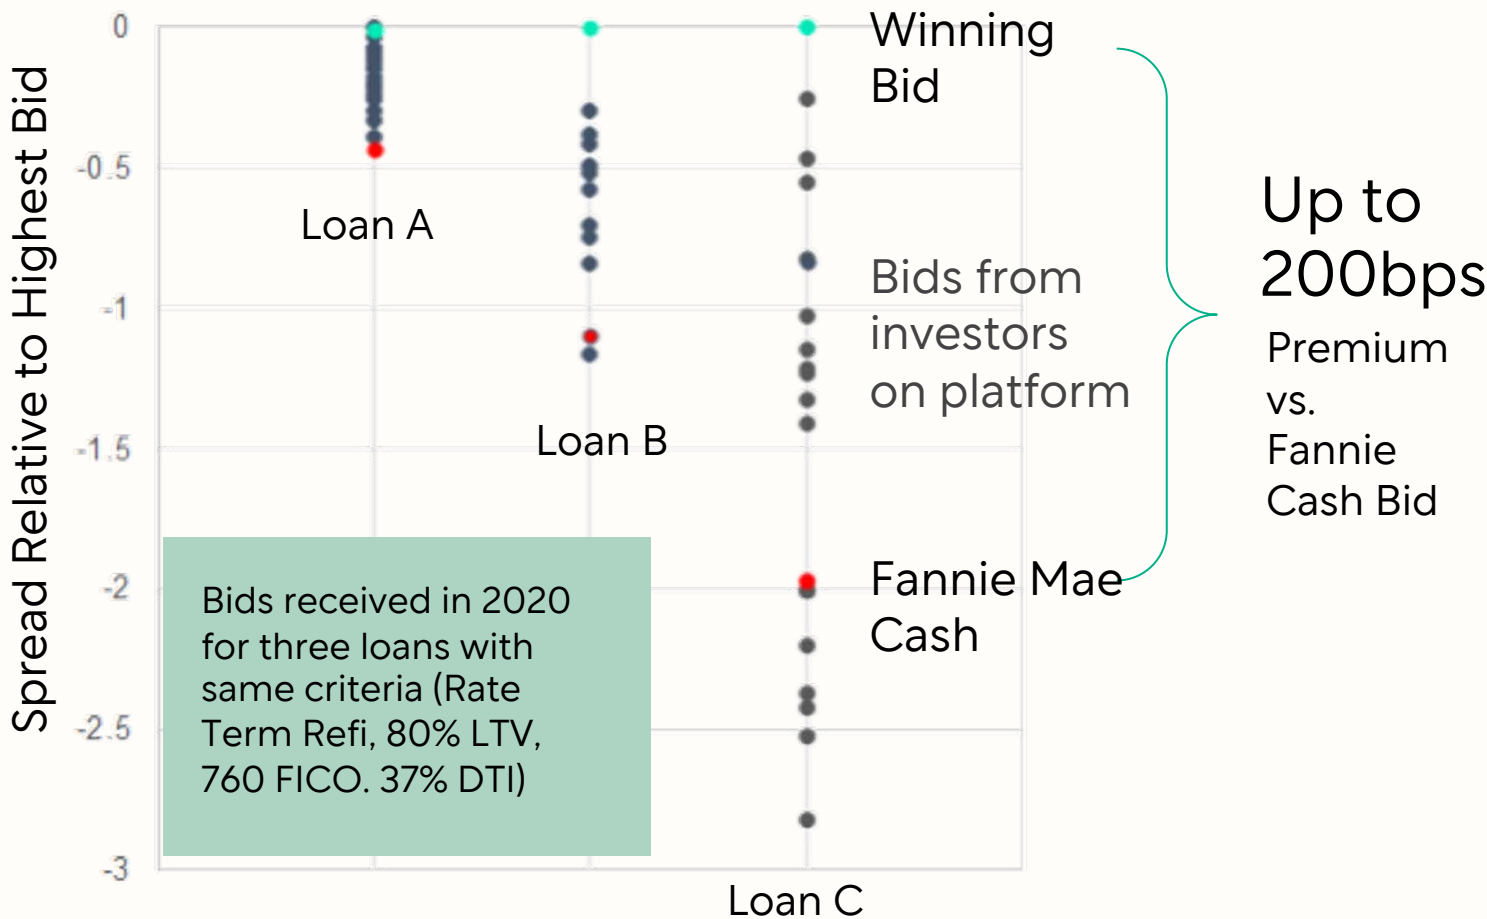 Spread Relative to Highest Bid
0
-0.5
-1
-1.5
-2
-2.5
-3
Loan A
Loan B
Loan C
Winning
Bid
Bids from
investors
on platform
Fannie Mae
Cash
Up to
200bps
Premium
vs.
Fannie
Cash Bid
Bids received in 2020
for three loans with
same criteria (Rate
Term Refi, 80% LTV,
760 FICO. 37% DTI)